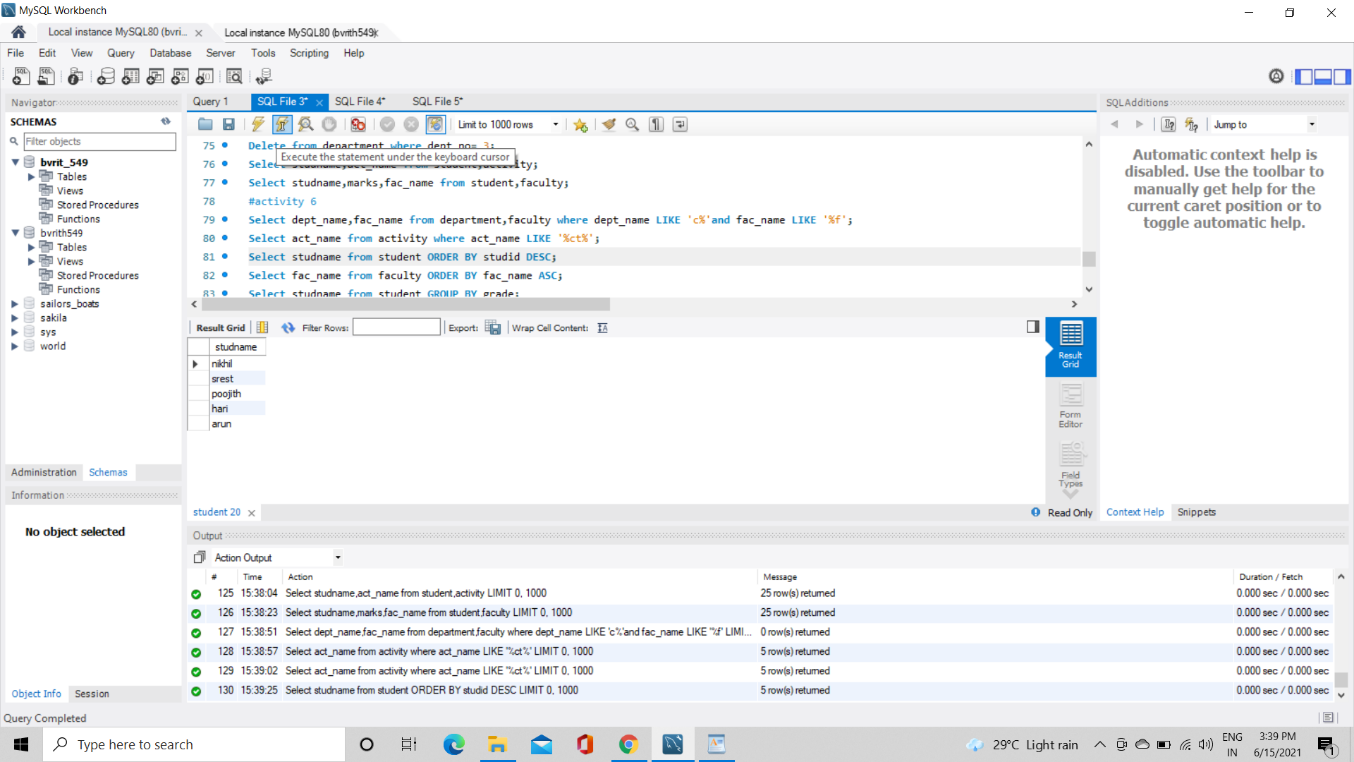 MySQL Workbench
Local instance MySQL80 (bvri...
Local instance MySQL80 (bvrith549)
File Edit View Query Database Server Tools Scripting Help
Navigator
SCHEMAS
Filter objects
bvrit_549
Tables
Views
Stored Procedures
Functions
bvrith549
Tables
Views
Stored Procedures
Functions
sailors_boats
sakila
sys
world
Administration Schemas
Information
No object selected
Object Info Session
Query 1 SQL File 3* SQL File 4* SQL File 5*
Limit to 1000 rows
75 Delete from department where dept_no= 3;
Execute the statement under the keyboard cursor
76 Select studname,act_name from student,activity;
77 Select studname,marks,fac_name from student,faculty;
78 #activity 6
79 Select dept_name,fac_name from department,faculty where dept_name LIKE 'c%'and fac_name LIKE '%f';
80 Select act_name from activity where act_name LIKE '%ct%';
81 Select studname from student ORDER BY studid DESC;
82 Select fac_name from faculty ORDER BY fac_name ASC;
83 Select studname from student GROUP BY grade;
Result Grid Filter Rows: Export: Wrap Cell Content:
studname
nikhil
srest
poojith
hari
arun
Result Grid
Form Editor
Field Types
student 20
Read Only
SQLAdditions
Jump to
Automatic context help is
disabled. Use the toolbar to
manually get help for the
current caret position or to
toggle automatic help.
Context Help Snippets
Output
Action Output
# Time Action Message Duration / Fetch
125 15:38:04 Select studname,act_name from student,activity LIMIT 0, 1000 25 row(s) returned 0.000 sec / 0.000 sec
126 15:38:23 Select studname,marks,fac_name from student,faculty LIMIT 0, 1000 25 row(s) returned 0.000 sec / 0.000 sec
127 15:38:51 Select dept_name,fac_name from department,faculty where dept_name LIKE 'c%'and fac_name LIKE '%f' LIMI... 0 row(s) returned 0.000 sec / 0.000 sec
128 15:38:57 Select act_name from activity where act_name LIKE '%ct%' LIMIT 0, 1000 5 row(s) returned 0.000 sec / 0.000 sec
129 15:39:02 Select act_name from activity where act_name LIKE '%ct%' LIMIT 0, 1000 5 row(s) returned 0.000 sec / 0.000 sec
130 15:39:25 Select studname from student ORDER BY studid DESC LIMIT 0, 1000 5 row(s) returned 0.000 sec / 0.000 sec
Query Completed
Type here to search
29°C Light rain
ENG
IN
3:39 PM
6/15/2021
1